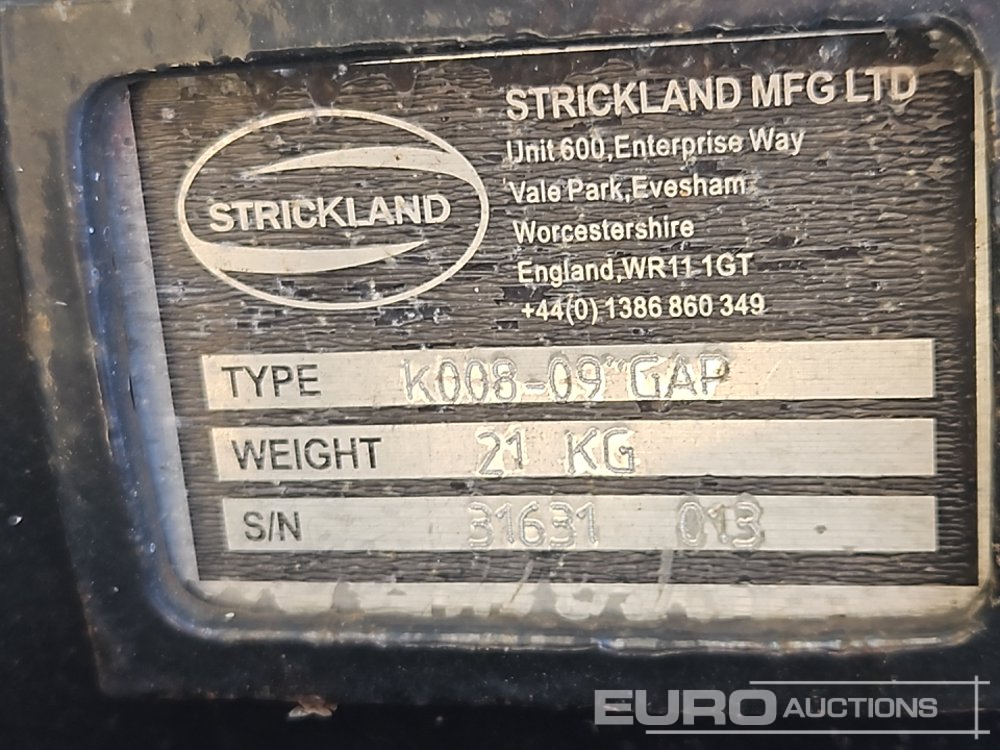 STRICKLAND
STRICKLAND MFG LTD
Unit 600,Enterprise Way
Vale Park,Evesham
Worcestershire
England,WR11 1GT
+44(0) 1386 860 349
TYPE K008-09"GAP
WEIGHT 21 KG
S/N 31631 013
EURO AUCTIONS